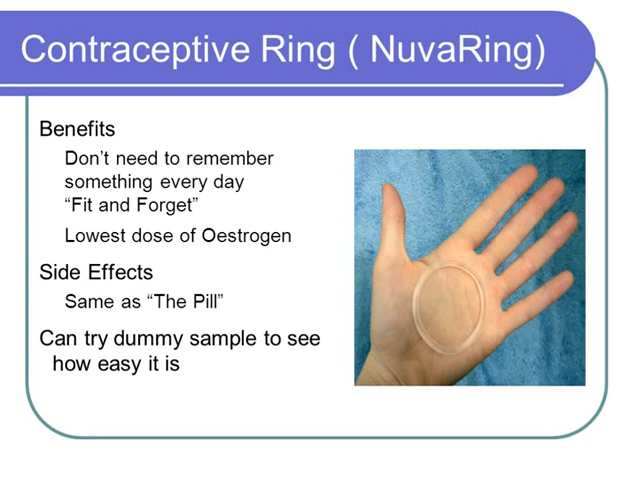 Contraceptive Ring ( NuvaRing)
Benefits
Don’t need to remember
something every day
“Fit and Forget”
Lowest dose of Oestrogen
Side Effects
Same as “The Pill”
Can try dummy sample to see
how easy it is